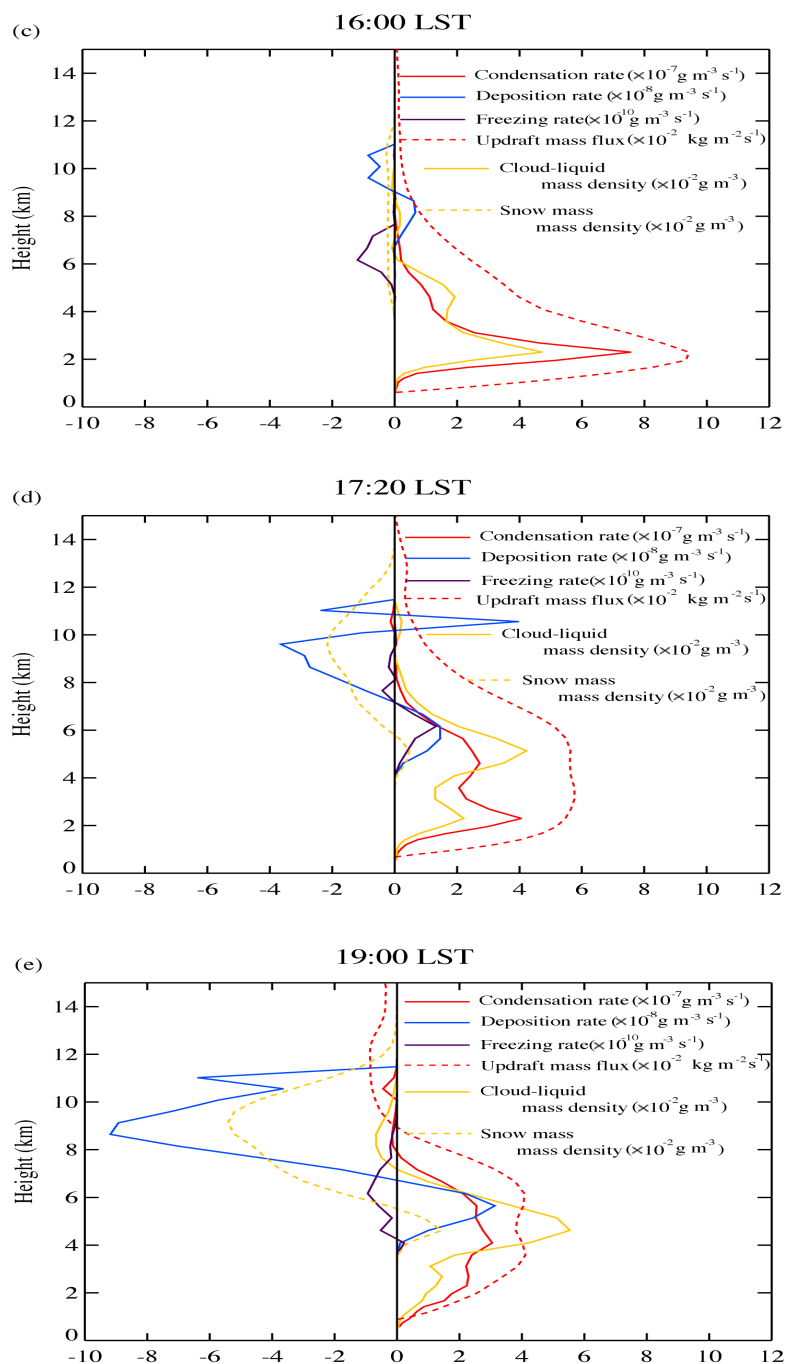 (c)
16:00 LST
14
12
10
8
6
4
2
0
Height (km)
Condensation rate (×10⁻⁷g m⁻³ s⁻¹)
Deposition rate (×10⁻⁸g m⁻³ s⁻¹)
Freezing rate(×10⁻¹⁰g m⁻³ s⁻¹)
Updraft mass flux (×10⁻² kg m⁻²s⁻¹)
Cloud-liquid
mass density (×10⁻²g m⁻³)
Snow mass
mass density (×10⁻²g m⁻³)
-10 -8 -6 -4 -2 0 2 4 6 8 10 12
(d)
17:20 LST
14
12
10
8
6
4
2
0
Height (km)
Condensation rate (×10⁻⁷g m⁻³ s⁻¹)
Deposition rate (×10⁻⁸g m⁻³ s⁻¹)
Freezing rate(×10⁻¹⁰g m⁻³ s⁻¹)
Updraft mass flux (×10⁻² kg m⁻²s⁻¹)
Cloud-liquid
mass density (×10⁻²g m⁻³)
Snow mass
mass density (×10⁻²g m⁻³)
-10 -8 -6 -4 -2 0 2 4 6 8 10 12
(e)
19:00 LST
14
12
10
8
6
4
2
0
Height (km)
Condensation rate (×10⁻⁷g m⁻³ s⁻¹)
Deposition rate (×10⁻⁸g m⁻³ s⁻¹)
Freezing rate(×10⁻¹⁰g m⁻³ s⁻¹)
Updraft mass flux (×10⁻² kg m⁻²s⁻¹)
Cloud-liquid
mass density (×10⁻²g m⁻³)
Snow mass
mass density (×10⁻²g m⁻³)
-10 -8 -6 -4 -2 0 2 4 6 8 10 12